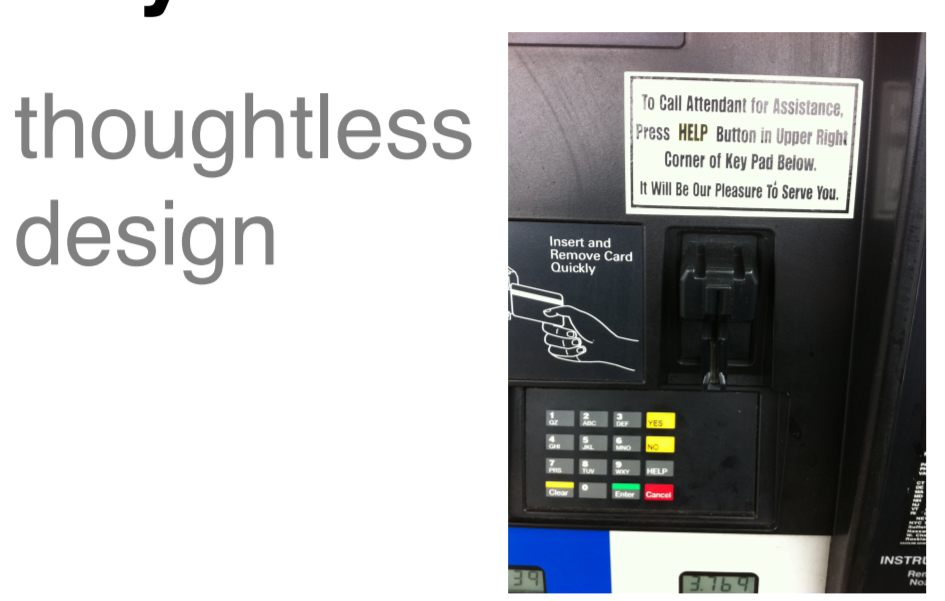 thoughtless
design
To Call Attendant for Assistance,
Press HELP Button in Upper Right
Corner of Key Pad Below.
It Will Be Our Pleasure To Serve You.
Insert and
Remove Card
Quickly
1 2 3 YES
QZ ABC DEF
4 5 6 NO
GHI JKL MNO
7 8 9 HELP
PRS TUV WXY
Clear 0 Enter Cancel
39 3.769
INSTRU